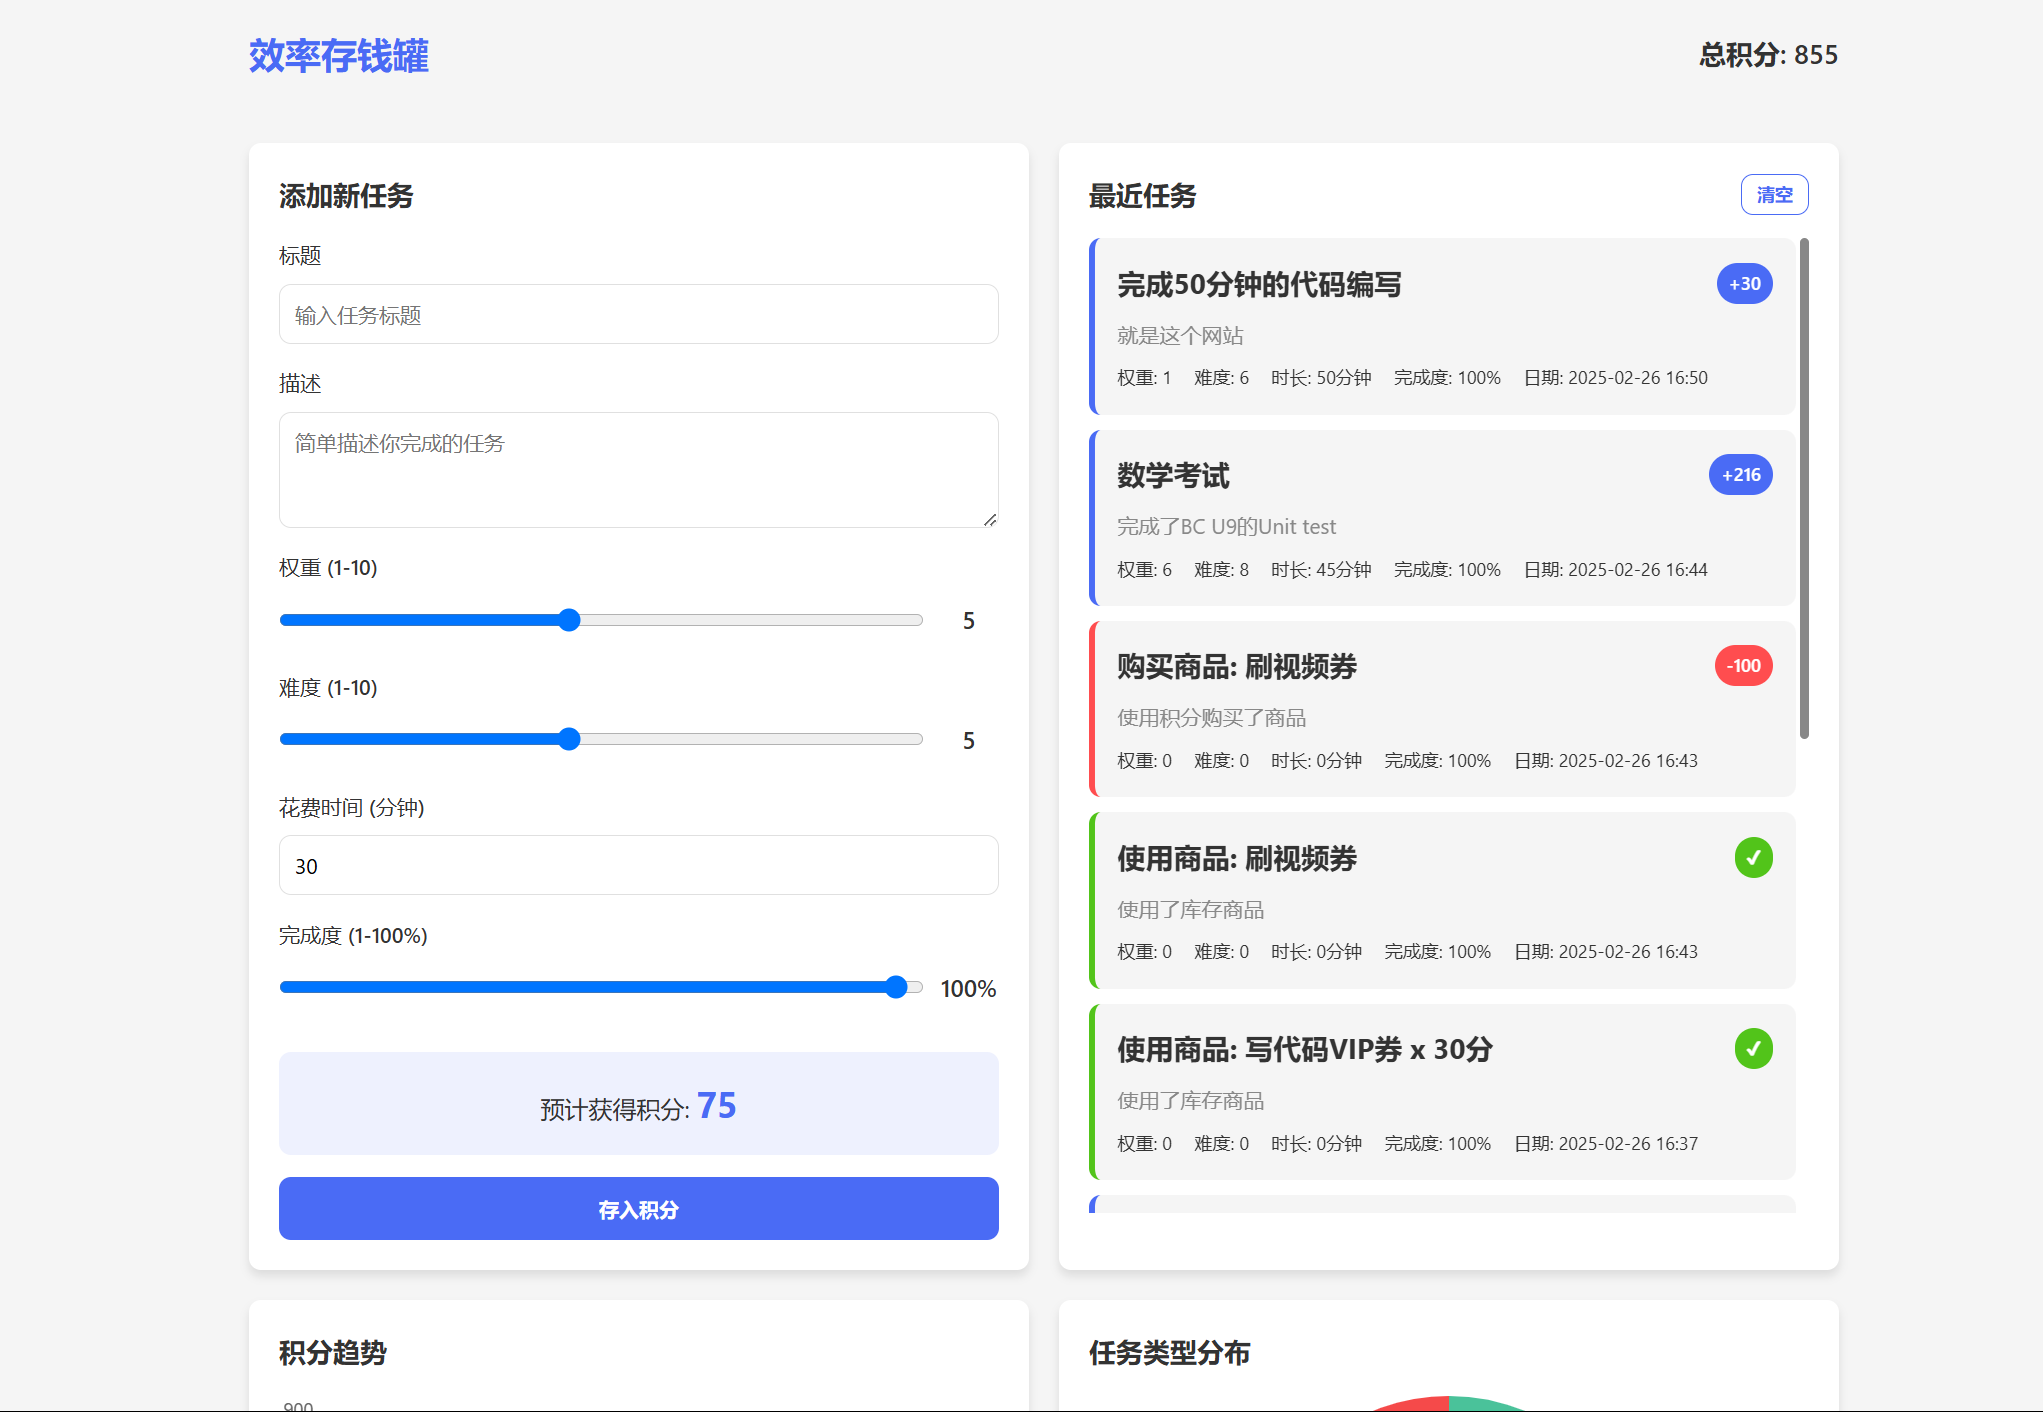 效率存钱罐
总积分: 855
添加新任务
标题
输入任务标题
描述
简单描述你完成的任务
权重 (1-10)
5
难度 (1-10)
5
花费时间 (分钟)
30
完成度 (1-100%)
100%
预计获得积分: 75
存入积分
最近任务
清空
完成50分钟的代码编写
+30
就是这个网站
权重: 1 难度: 6 时长: 50分钟 完成度: 100% 日期: 2025-02-26 16:50
数学考试
+216
完成了BC U9的Unit test
权重: 6 难度: 8 时长: 45分钟 完成度: 100% 日期: 2025-02-26 16:44
购买商品: 刷视频券
-100
使用积分购买了商品
权重: 0 难度: 0 时长: 0分钟 完成度: 100% 日期: 2025-02-26 16:43
使用商品: 刷视频券
使用了库存商品
权重: 0 难度: 0 时长: 0分钟 完成度: 100% 日期: 2025-02-26 16:43
使用商品: 写代码VIP券 x 30分
使用了库存商品
权重: 0 难度: 0 时长: 0分钟 完成度: 100% 日期: 2025-02-26 16:37
积分趋势
900
任务类型分布